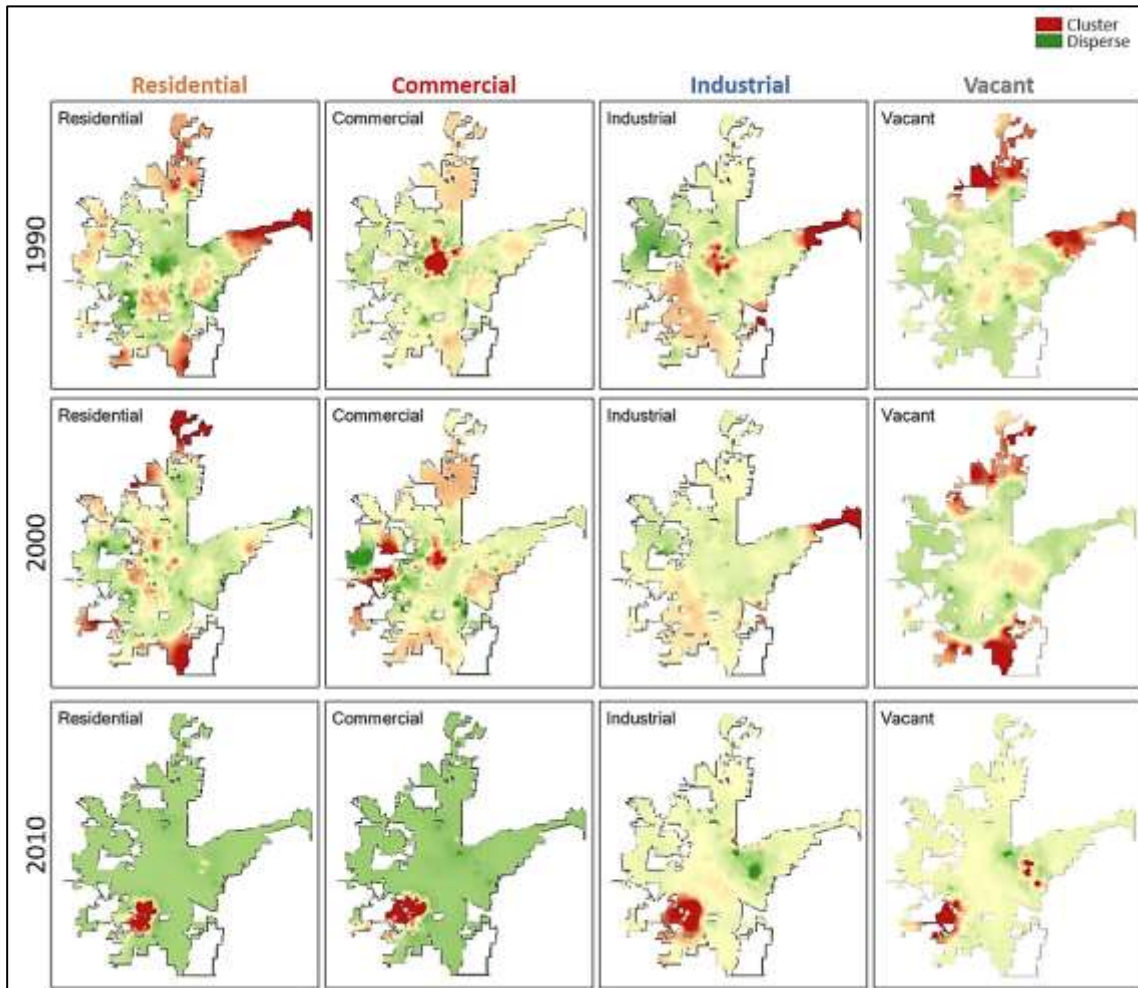 Cluster
Disperse
Residential Commercial Industrial Vacant
1990
Residential Commercial Industrial Vacant
2000
Residential Commercial Industrial Vacant
2010
Residential Commercial Industrial Vacant